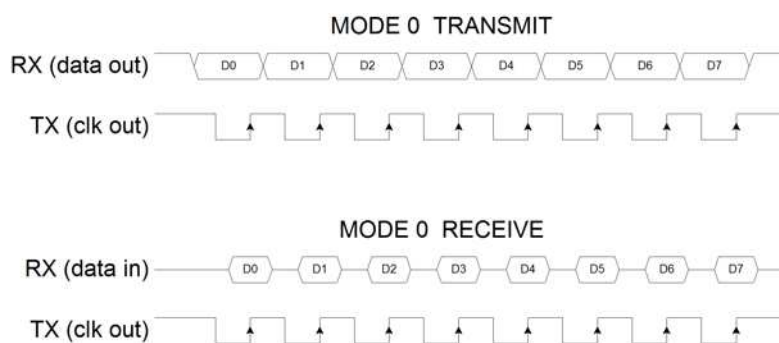 MODE 0 TRANSMIT
RX (data out) D0 D1 D2 D3 D4 D5 D6 D7
TX (clk out)
MODE 0 RECEIVE
RX (data in) D0 D1 D2 D3 D4 D5 D6 D7
TX (clk out)